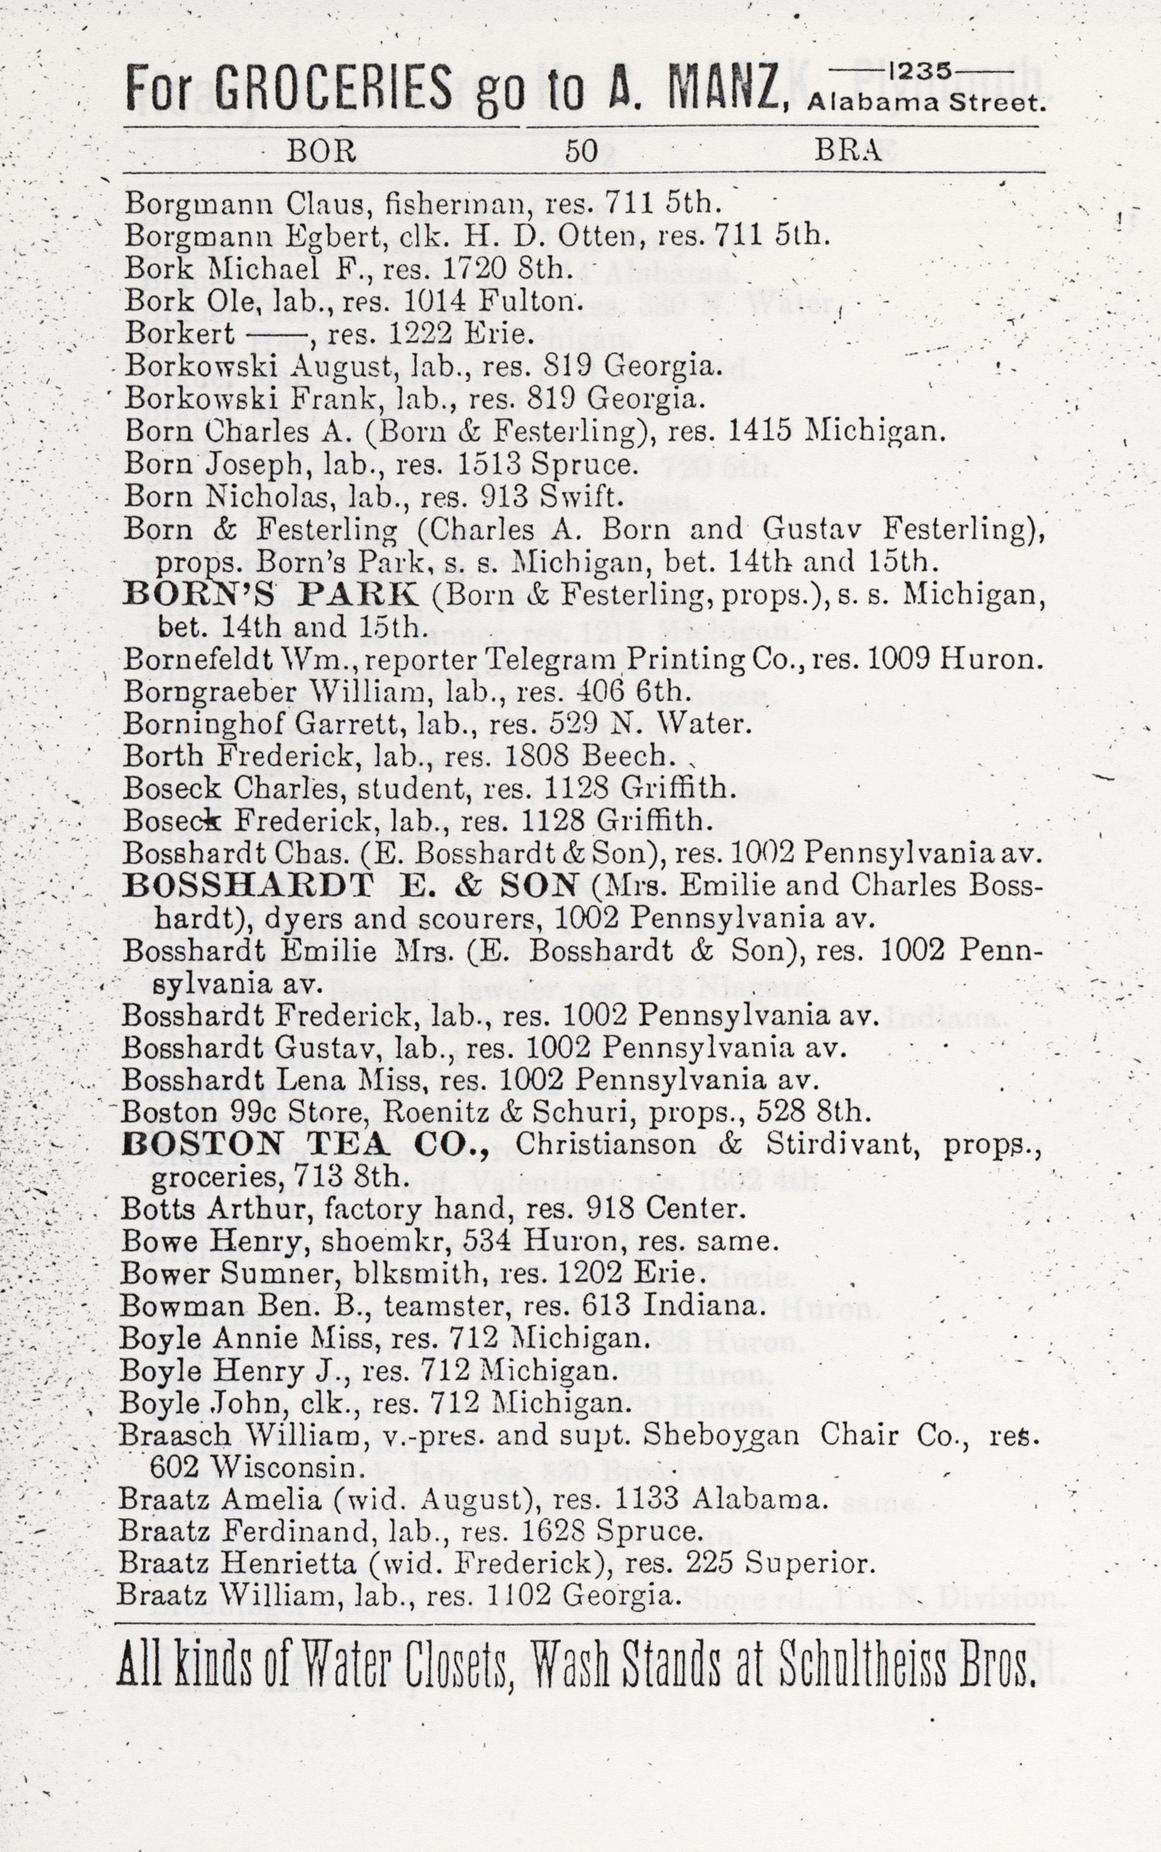 For GROCERIES go to A. MANZ, 1235 Alabama Street.
BOR 50 BRA
Borgmann Claus, fisherman, res. 711 5th.
Borgmann Egbert, clk. H. D. Otten, res. 711 5th.
Bork Michael F., res. 1720 8th.
Bork Ole, lab., res. 1014 Fulton.
Borkert ——, res. 1222 Erie.
Borkowski August, lab., res. 819 Georgia.
Borkowski Frank, lab., res. 819 Georgia.
Born Charles A. (Born & Festerling), res. 1415 Michigan.
Born Joseph, lab., res. 1513 Spruce.
Born Nicholas, lab., res. 913 Swift.
Born & Festerling (Charles A. Born and Gustav Festerling),
props. Born's Park, s. s. Michigan, bet. 14th and 15th.
BORN'S PARK (Born & Festerling, props.), s. s. Michigan,
bet. 14th and 15th.
Bornefeldt Wm., reporter Telegram Printing Co., res. 1009 Huron.
Borngraeber William, lab., res. 406 6th.
Borninghof Garrett, lab., res. 529 N. Water.
Borth Frederick, lab., res. 1808 Beech.
Boseck Charles, student, res. 1128 Griffith.
Boseck Frederick, lab., res. 1128 Griffith.
Bosshardt Chas. (E. Bosshardt & Son), res. 1002 Pennsylvania av.
BOSSHARDT E. & SON (Mrs. Emilie and Charles Boss-
hardt), dyers and scourers, 1002 Pennsylvania av.
Bosshardt Emilie Mrs. (E. Bosshardt & Son), res. 1002 Penn-
sylvania av.
Bosshardt Frederick, lab., res. 1002 Pennsylvania av.
Bosshardt Gustav, lab., res. 1002 Pennsylvania av.
Bosshardt Lena Miss, res. 1002 Pennsylvania av.
Boston 99c Store, Roenitz & Schuri, props., 528 8th.
BOSTON TEA CO., Christianson & Stirdivant, props.,
groceries, 713 8th.
Botts Arthur, factory hand, res. 918 Center.
Bowe Henry, shoemkr, 534 Huron, res. same.
Bower Sumner, blksmith, res. 1202 Erie.
Bowman Ben. B., teamster, res. 613 Indiana.
Boyle Annie Miss, res. 712 Michigan.
Boyle Henry J., res. 712 Michigan.
Boyle John, clk., res. 712 Michigan.
Braasch William, v.-pres. and supt. Sheboygan Chair Co., res.
602 Wisconsin.
Braatz Amelia (wid. August), res. 1133 Alabama.
Braatz Ferdinand, lab., res. 1628 Spruce.
Braatz Henrietta (wid. Frederick), res. 225 Superior.
Braatz William, lab., res. 1102 Georgia.
All kinds of Water Closets, Wash Stands at Schultheiss Bros.